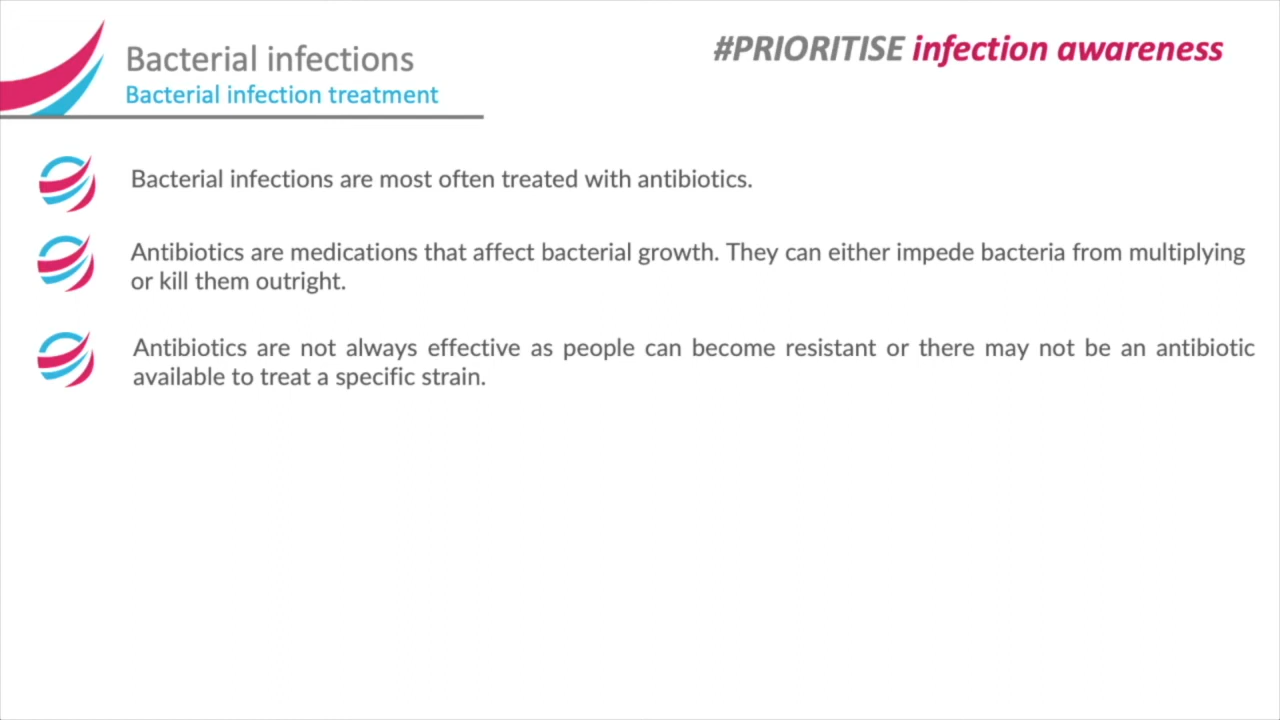 Bacterial infections
#PRIORITISE infection awareness
Bacterial infection treatment
Bacterial infections are most often treated with antibiotics.
Antibiotics are medications that affect bacterial growth. They can either impede bacteria from multiplying
or kill them outright.
Antibiotics are not always effective as people can become resistant or there may not be an antibiotic
available to treat a specific strain.